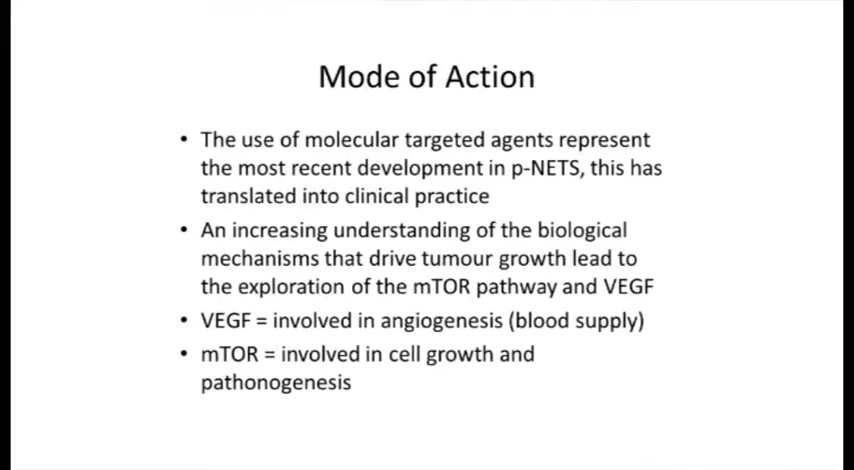 Mode of Action
• The use of molecular targeted agents represent
the most recent development in p-NETS, this has
translated into clinical practice
• An increasing understanding of the biological
mechanisms that drive tumour growth lead to
the exploration of the mTOR pathway and VEGF
• VEGF = involved in angiogenesis (blood supply)
• mTOR = involved in cell growth and
pathonogenesis